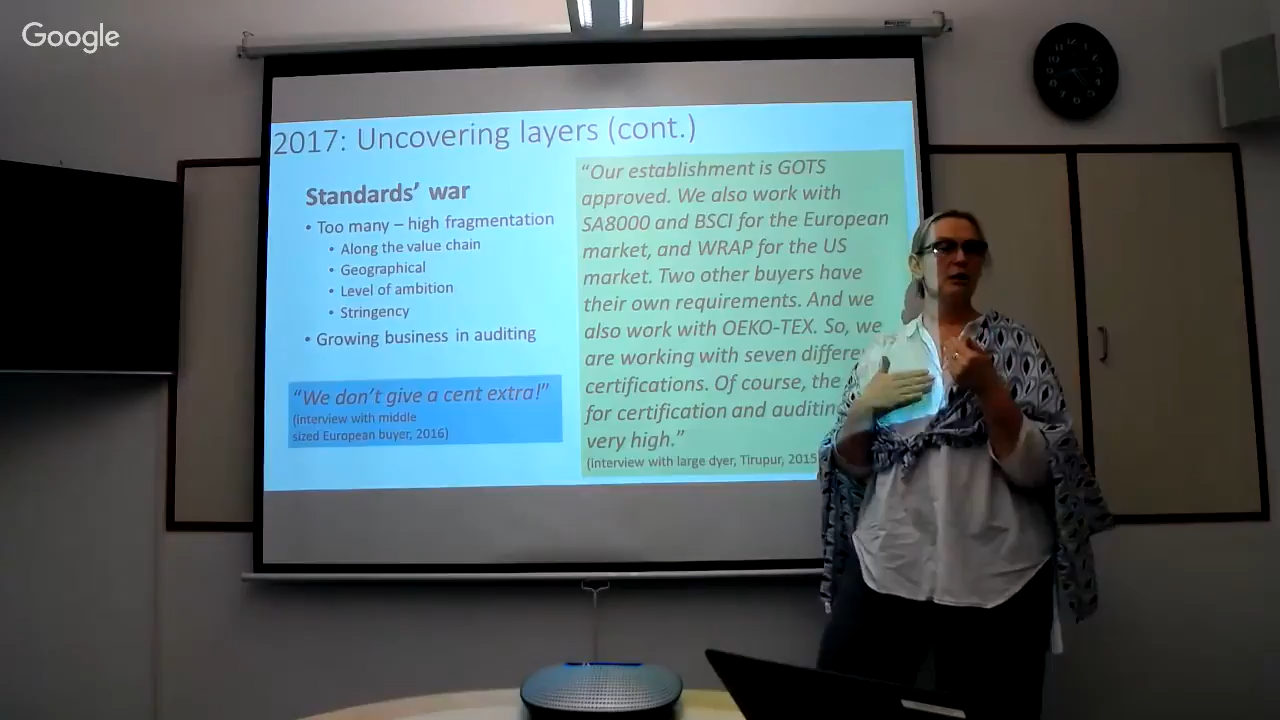 Google
2017: Uncovering layers (cont.)
Standards' war
• Too many – high fragmentation
• Along the value chain
• Geographical
• Level of ambition
• Stringency
• Growing business in auditing
"We don't give a cent extra!"
(interview with middle
sized European buyer, 2016)
"Our establishment is GOTS
approved. We also work with
SA8000 and BSCI for the European
market, and WRAP for the US
market. Two other buyers have
their own requirements. And we
also work with OEKO-TEX. So, we
are working with seven
certifications. Of course, the
for certification and
very high."
(interview with large dyer, Tirupur, 2015